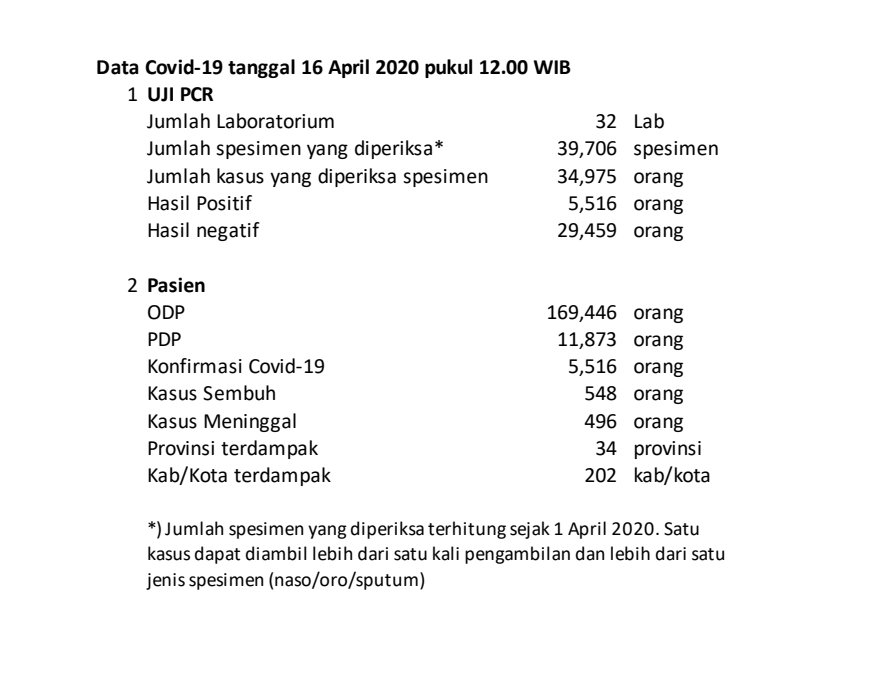 Data Covid-19 tanggal 16 April 2020 pukul 12.00 WIB
1 UJI PCR
Jumlah Laboratorium 32 Lab
Jumlah spesimen yang diperiksa* 39,706 spesimen
Jumlah kasus yang diperiksa spesimen 34,975 orang
Hasil Positif 5,516 orang
Hasil negatif 29,459 orang
2 Pasien
ODP 169,446 orang
PDP 11,873 orang
Konfirmasi Covid-19 5,516 orang
Kasus Sembuh 548 orang
Kasus Meninggal 496 orang
Provinsi terdampak 34 provinsi
Kab/Kota terdampak 202 kab/kota
*) Jumlah spesimen yang diperiksa terhitung sejak 1 April 2020. Satu
kasus dapat diambil lebih dari satu kali pengambilan dan lebih dari satu
jenis spesimen (naso/oro/sputum)